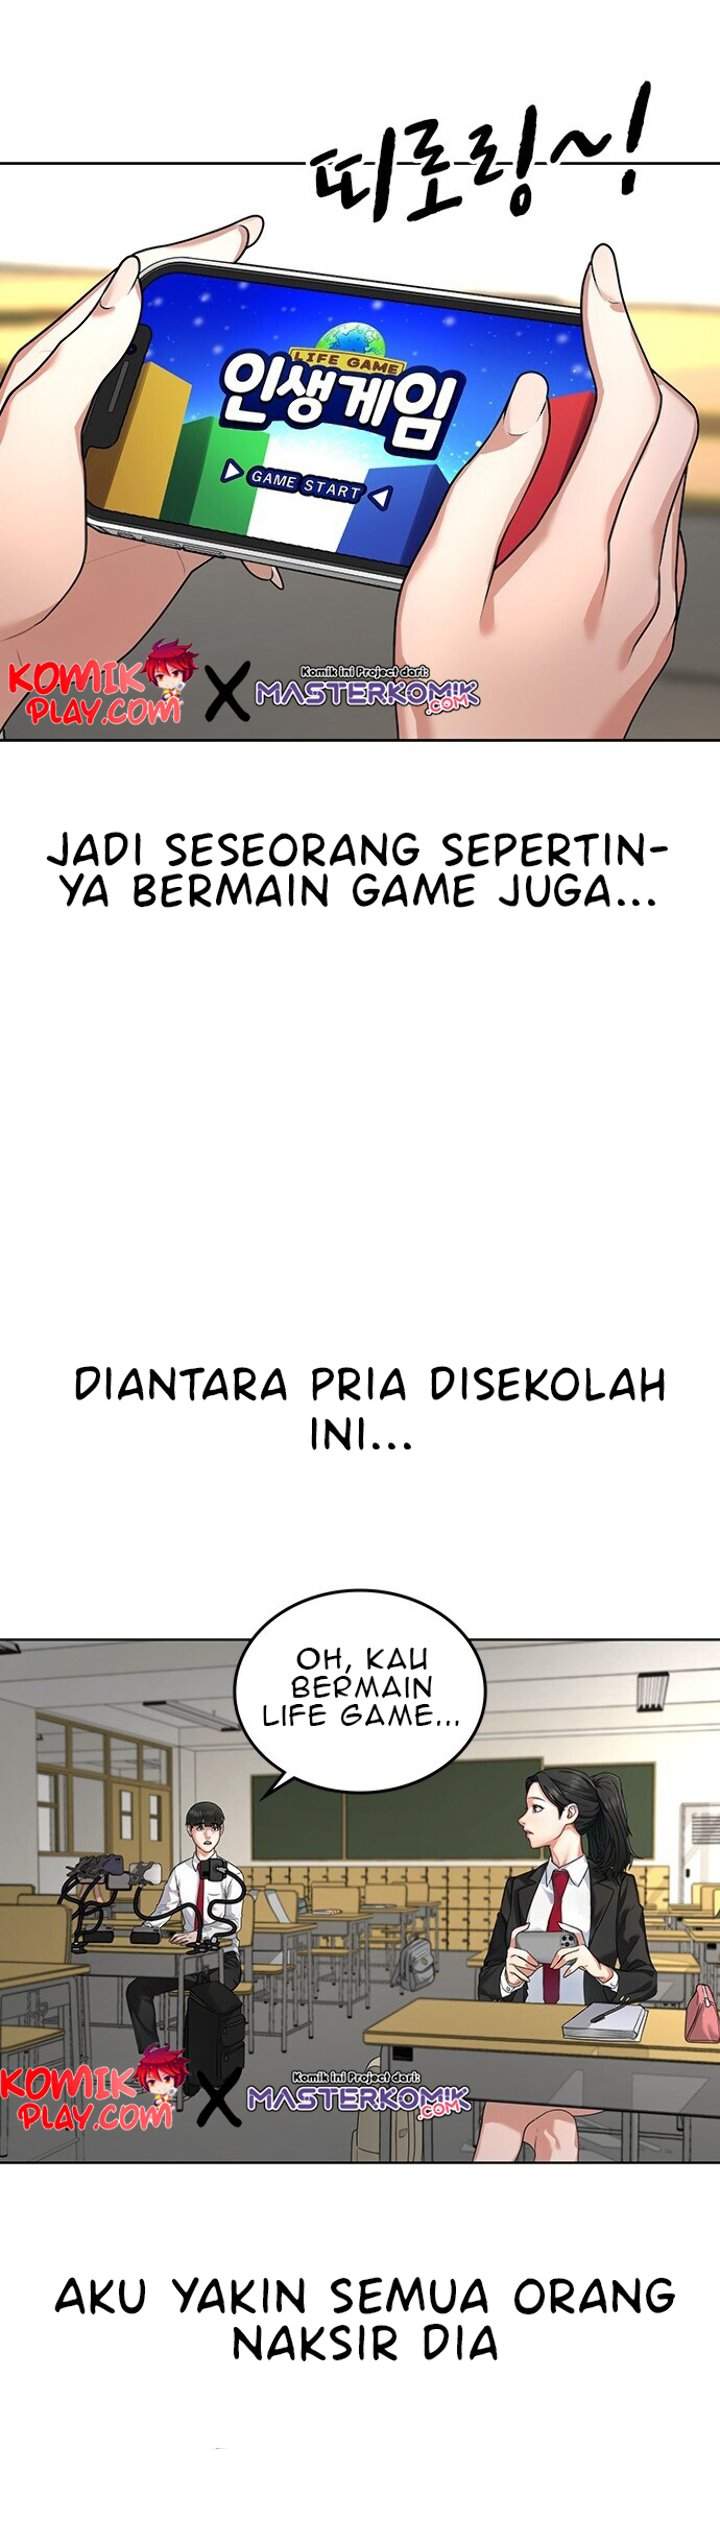 띠로링~!
LIFE GAME
인생게임
GAME START
KOMIK
PLAY.COM
X
Komik ini Project dari:
MASTERKOMIK
.COM
JADI SESEORANG SEPERTIN-
YA BERMAIN GAME JUGA...
DIANTARA PRIA DISEKOLAH
INI...
OH, KAU
BERMAIN
LIFE GAME...
KOMIK
PLAY.COM
X
Komik ini Project dari:
MASTERKOMIK
.COM
AKU YAKIN SEMUA ORANG
NAKSIR DIA